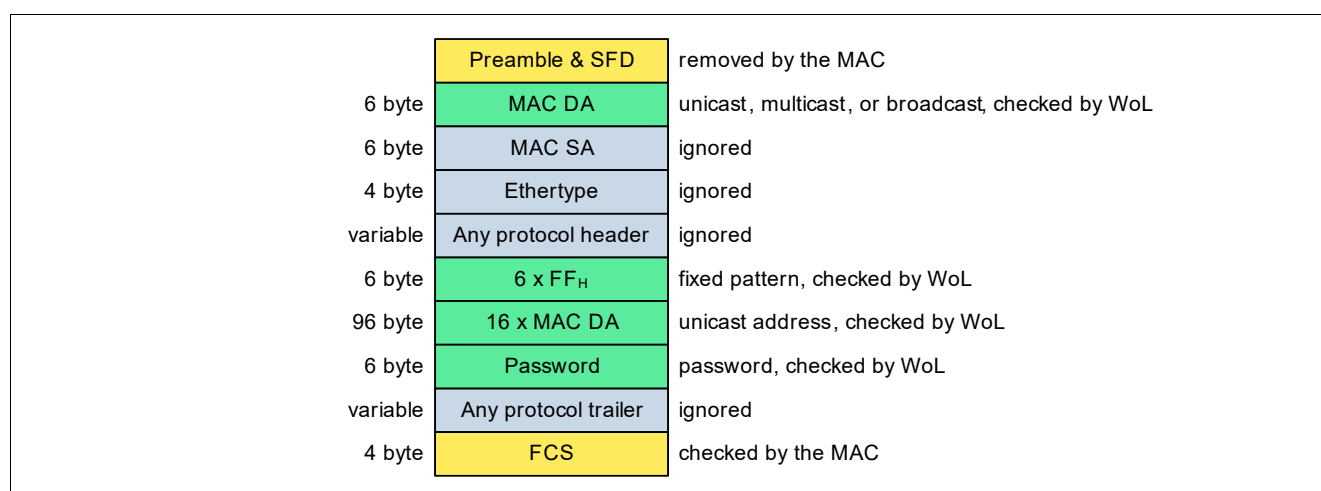 Preamble & SFD removed by the MAC
6 byte MAC DA unicast, multicast, or broadcast, checked by WoL
6 byte MAC SA ignored
4 byte Ethertype ignored
variable Any protocol header ignored
6 byte 6 x FFH fixed pattern, checked by WoL
96 byte 16 x MAC DA unicast address, checked by WoL
6 byte Password password, checked by WoL
variable Any protocol trailer ignored
4 byte FCS checked by the MAC